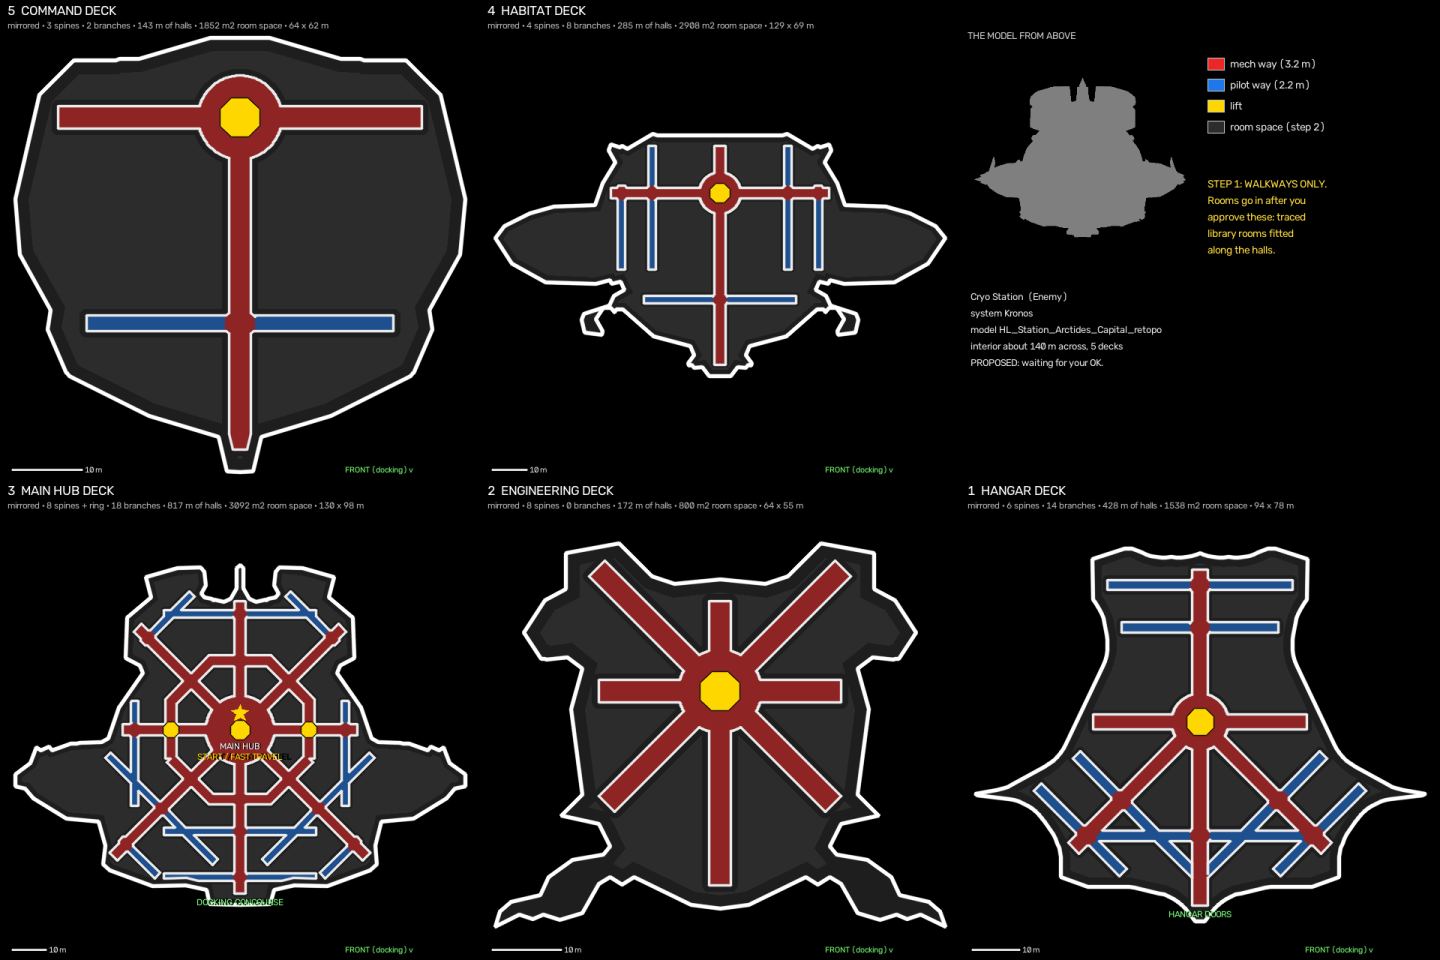 5 COMMAND DECK
mirrored • 3 spines • 2 branches • 143 m of halls • 1852 m2 room space • 64 x 62 m
10 m
FRONT (docking) v
4 HABITAT DECK
mirrored • 4 spines • 8 branches • 285 m of halls • 2908 m2 room space • 129 x 69 m
10 m
FRONT (docking) v
THE MODEL FROM ABOVE
mech way (3.2 m)
pilot way (2.2 m)
lift
room space (step 2)
STEP 1: WALKWAYS ONLY.
Rooms go in after you
approve these: traced
library rooms fitted
along the halls.
Cryo Station (Enemy)
system Kronos
model HL_Station_Arctides_Capital_retopo
interior about 140 m across, 5 decks
PROPOSED: waiting for your OK.
3 MAIN HUB DECK
mirrored • 8 spines + ring • 18 branches • 817 m of halls • 3092 m2 room space • 130 x 98 m
MAIN HUB
START / FAST TRAVEL
DOCKING CONCOURSE
10 m
FRONT (docking) v
2 ENGINEERING DECK
mirrored • 8 spines • 0 branches • 172 m of halls • 800 m2 room space • 64 x 55 m
10 m
FRONT (docking) v
1 HANGAR DECK
mirrored • 6 spines • 14 branches • 428 m of halls • 1538 m2 room space • 94 x 78 m
HANGAR DOORS
10 m
FRONT (docking) v